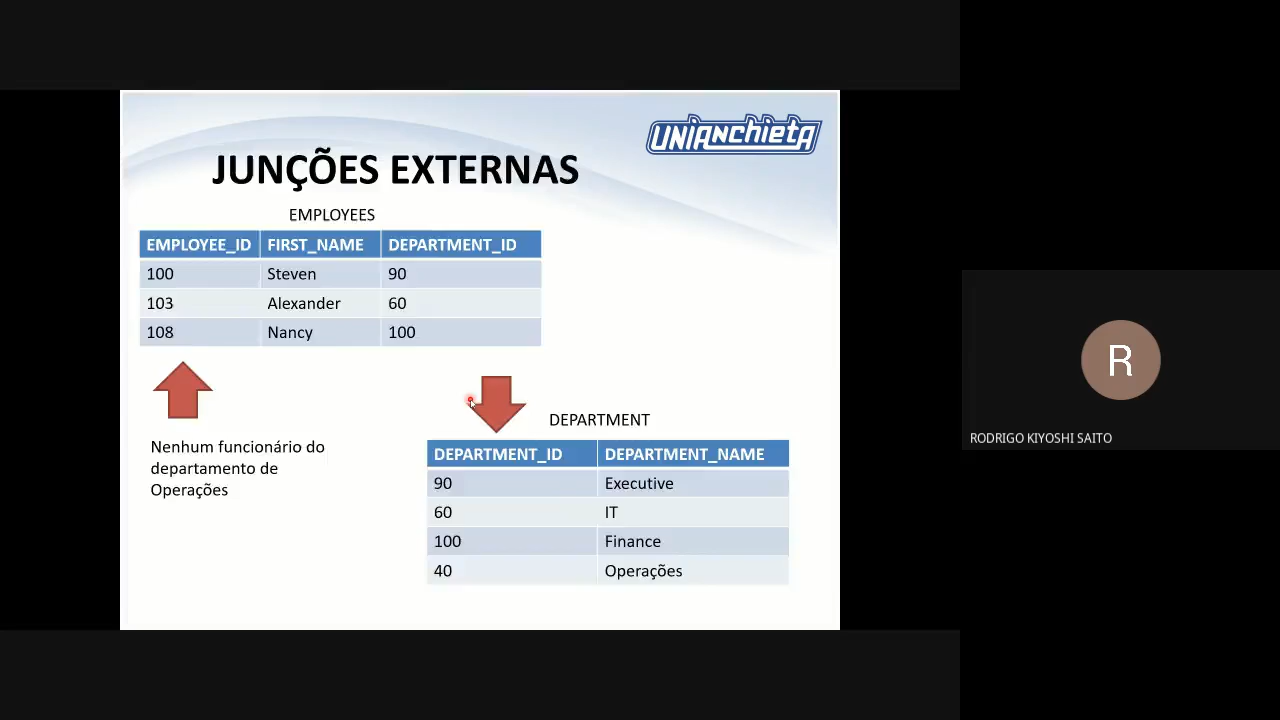 UNIANCHIETA
JUNÇÕES EXTERNAS
EMPLOYEES
EMPLOYEE_ID FIRST_NAME DEPARTMENT_ID
100 Steven 90
103 Alexander 60
108 Nancy 100
Nenhum funcionário do
departamento de
Operações
DEPARTMENT
DEPARTMENT_ID DEPARTMENT_NAME
90 Executive
60 IT
100 Finance
40 Operações
R
RODRIGO KIYOSHI SAITO